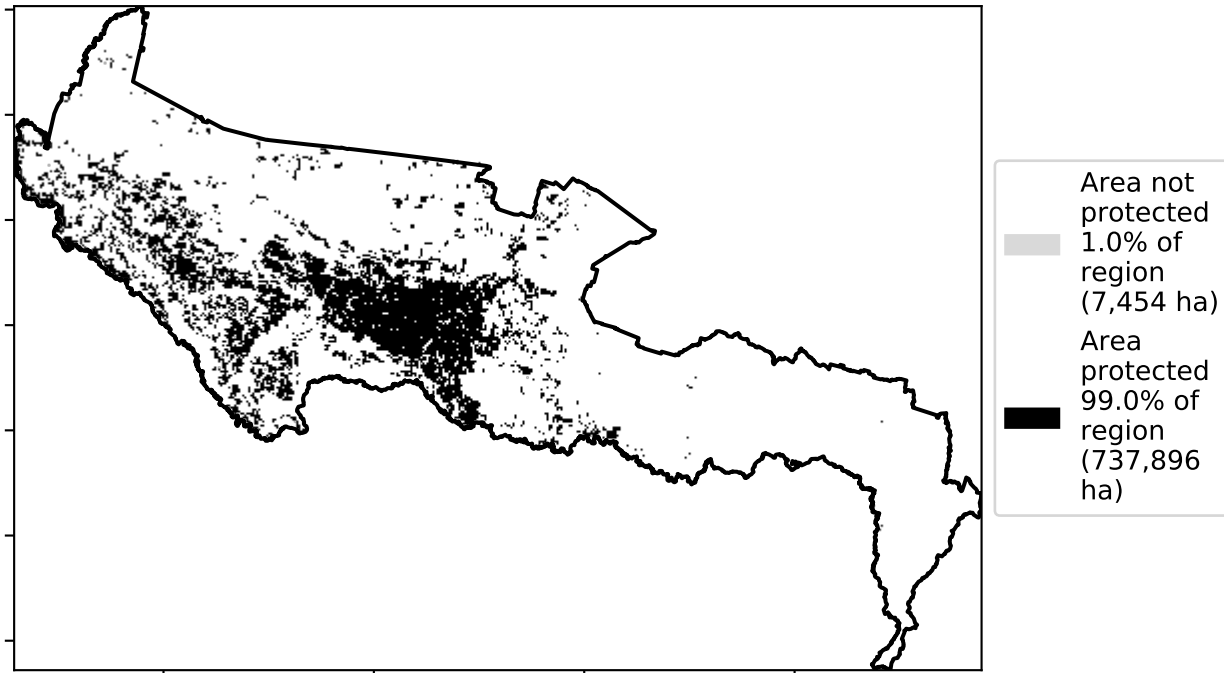 Area not
protected
1.0% of
region
(7,454 ha)
Area
protected
99.0% of
region
(737,896
ha)